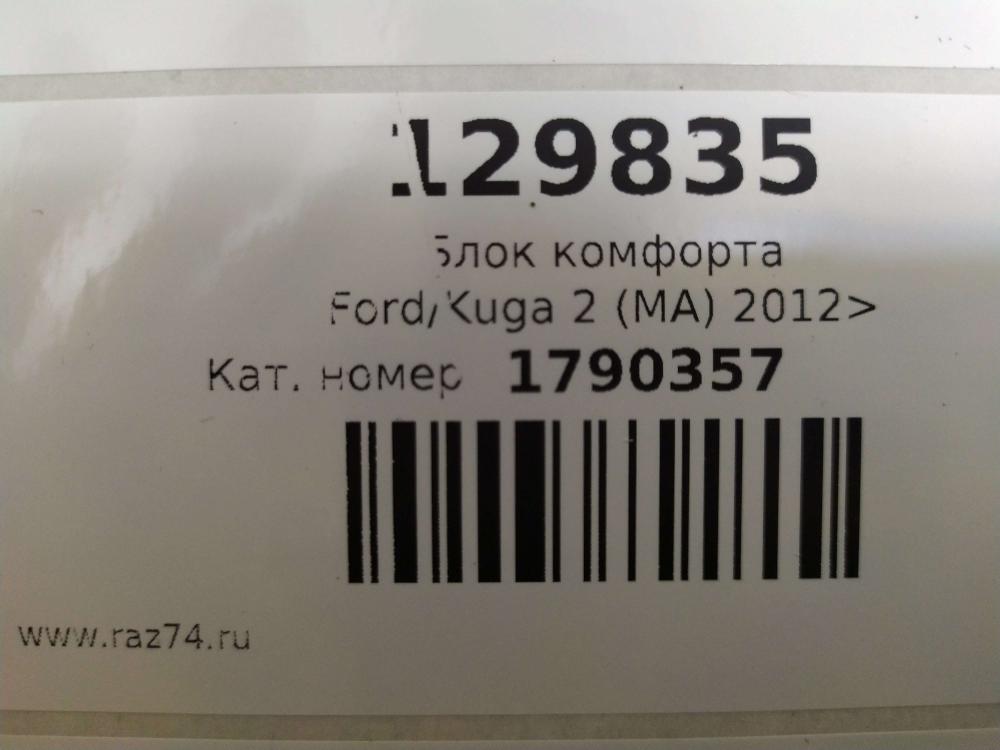 129835
Блок комфорта
Ford/Kuga 2 (MA) 2012>
Кат. номер 1790357
www.raz74.ru